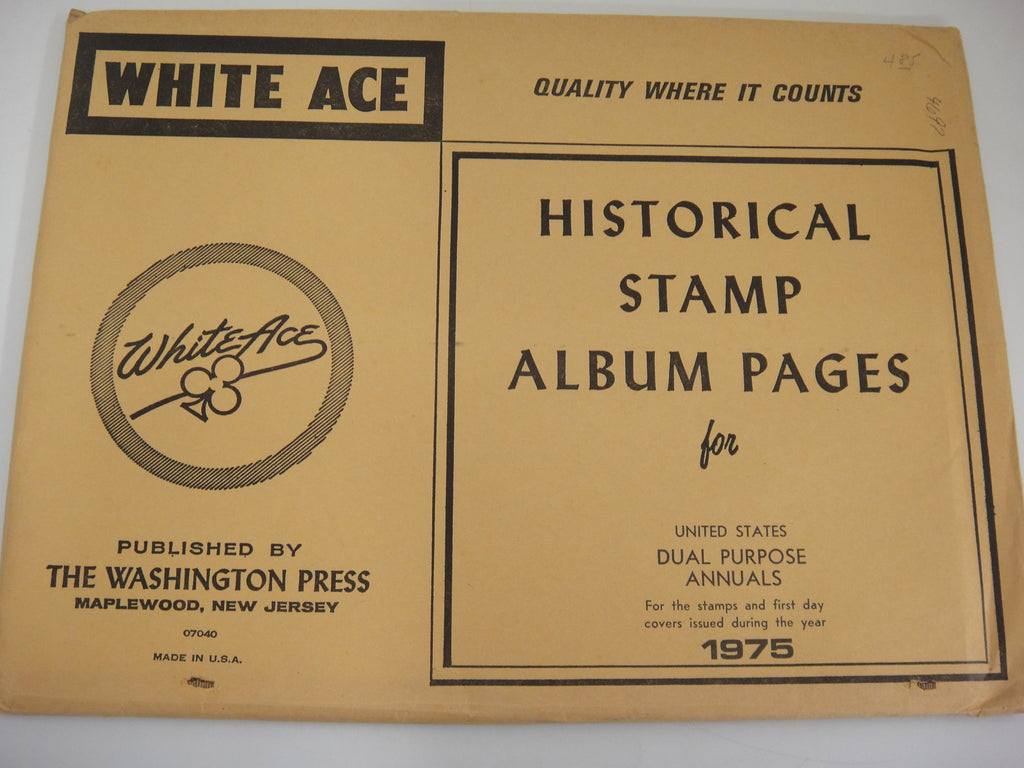 WHITE ACE
QUALITY WHERE IT COUNTS
485
4697
White Ace
PUBLISHED BY
THE WASHINGTON PRESS
MAPLEWOOD, NEW JERSEY
07040
MADE IN U.S.A.
HISTORICAL
STAMP
ALBUM PAGES
for
UNITED STATES
DUAL PURPOSE
ANNUALS
For the stamps and first day
covers issued during the year
1975